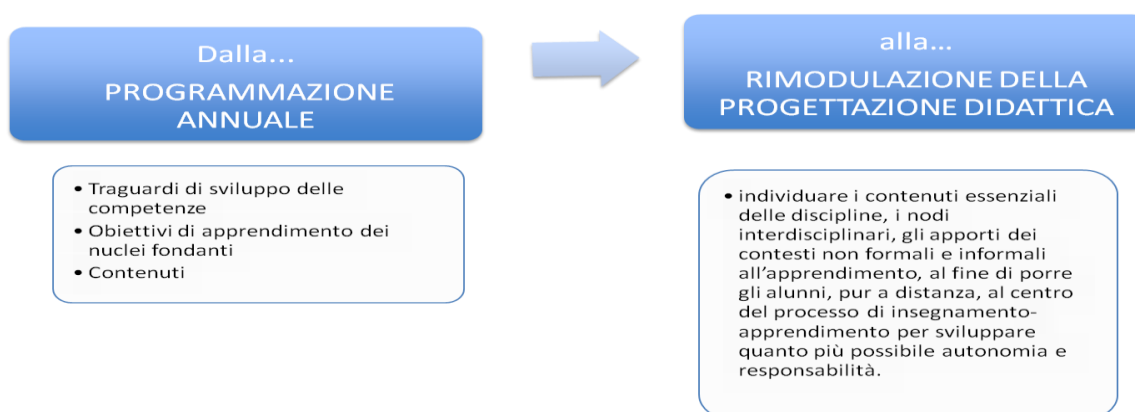 Dalla...
PROGRAMMAZIONE
ANNUALE
• Traguardi di sviluppo delle
competenze
• Obiettivi di apprendimento dei
nuclei fondanti
• Contenuti
alla...
RIMODULAZIONE DELLA
PROGETTAZIONE DIDATTICA
• individuare i contenuti essenziali
delle discipline, i nodi
interdisciplinari, gli apporti dei
contesti non formali e informali
all'apprendimento, al fine di porre
gli alunni, pur a distanza, al centro
del processo di insegnamento-
apprendimento per sviluppare
quanto più possibile autonomia e
responsabilità.